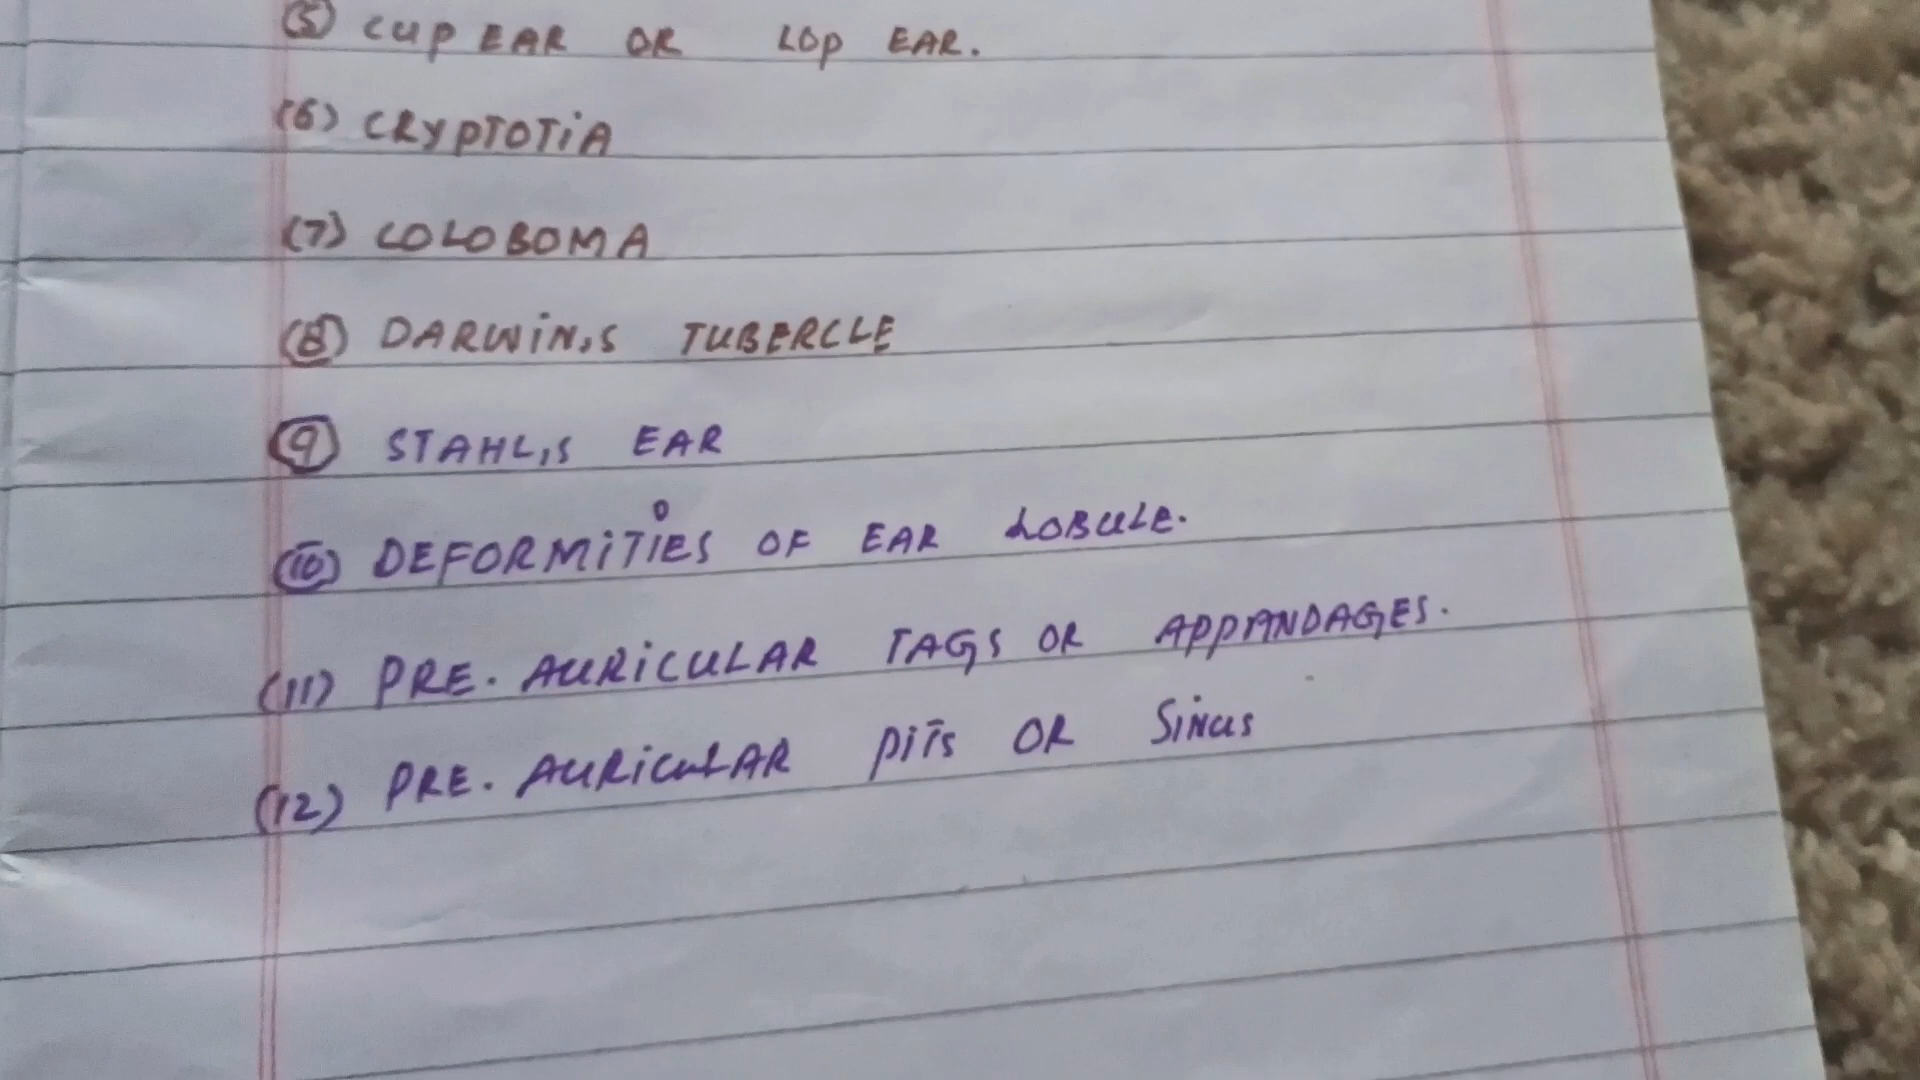 (5) CUP EAR OR LOP EAR.
(6) CRYPTOTiA
(7) COLOBOMA
(8) DARWiN,S TUBERCLE
(9) STAHL,S EAR
(10) DEFORMiTiES OF EAR LOBULE.
(11) PRE. AURiCULAR TAGS OR APPANDAGES.
(12) PRE. AURiCULAR PiTS OR SiNUS